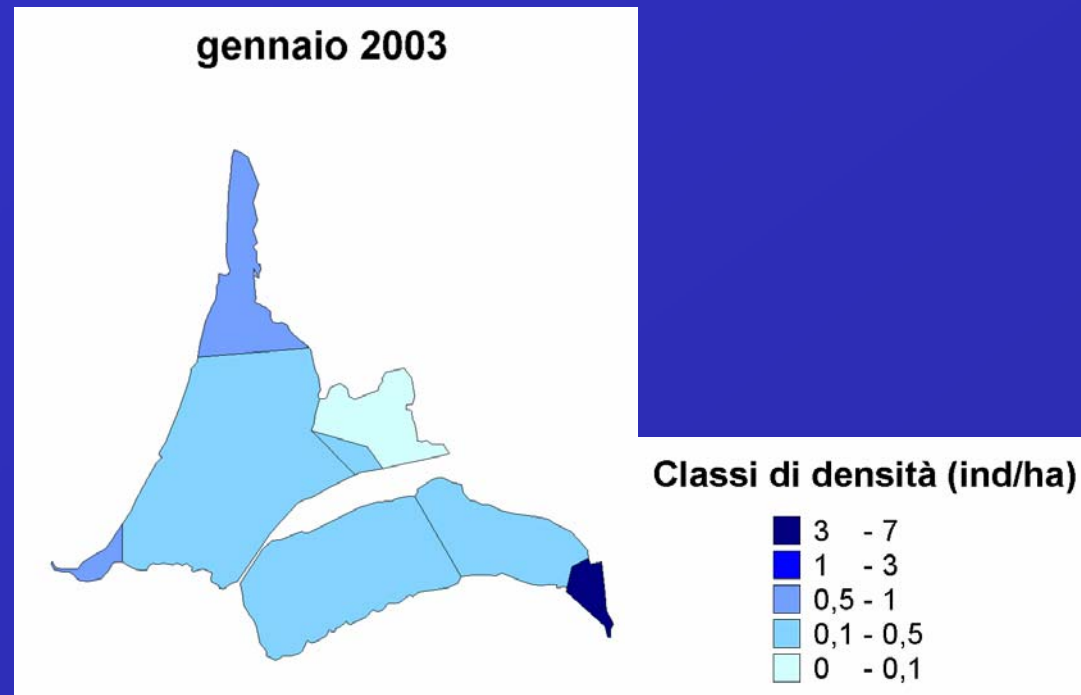 gennaio 2003
Classi di densità (ind/ha)
3 - 7
1 - 3
0,5 - 1
0,1 - 0,5
0 - 0,1